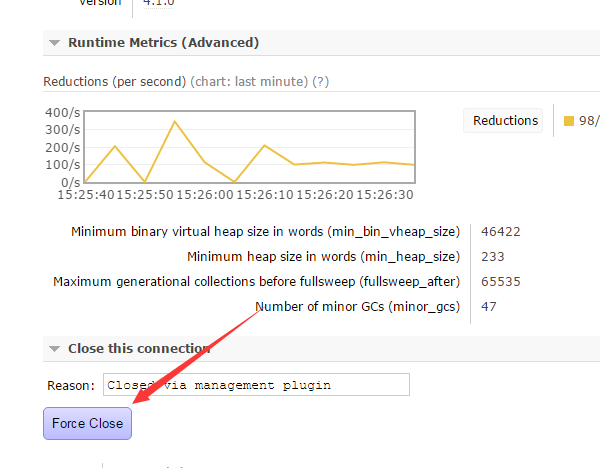 version 4.1.0
Runtime Metrics (Advanced)
Reductions (per second) (chart: last minute) (?)
400/s
300/s
200/s
100/s
0/s
15:25:40 15:25:50 15:26:00 15:26:10 15:26:20 15:26:30
Reductions 98/
Minimum binary virtual heap size in words (min_bin_vheap_size) 46422
Minimum heap size in words (min_heap_size) 233
Maximum generational collections before fullsweep (fullsweep_after) 65535
Number of minor GCs (minor_gcs) 47
Close this connection
Reason: Closed via management plugin
Force Close